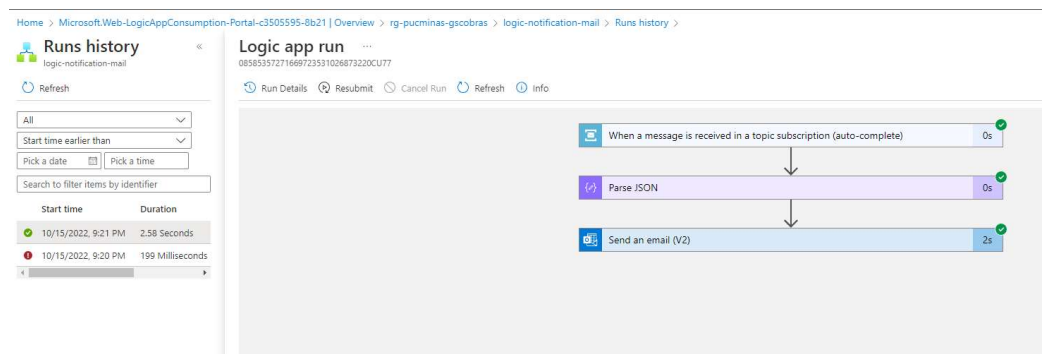 Home > Microsoft.Web-LogicAppConsumption-Portal-c3505595-8b21 | Overview > rg-pucminas-gscobras > logic-notification-mail > Runs history >
Runs history
logic-notification-mail
Refresh
All
Start time earlier than
Pick a date
Pick a time
Search to filter items by identifier
Start time Duration
10/15/2022, 9:21 PM 2.58 Seconds
10/15/2022, 9:20 PM 199 Milliseconds
Logic app run ...
08585357271669723531026873220CU77
Run Details Resubmit Cancel Run Refresh Info
When a message is received in a topic subscription (auto-complete) 0s
Parse JSON 0s
Send an email (V2) 2s